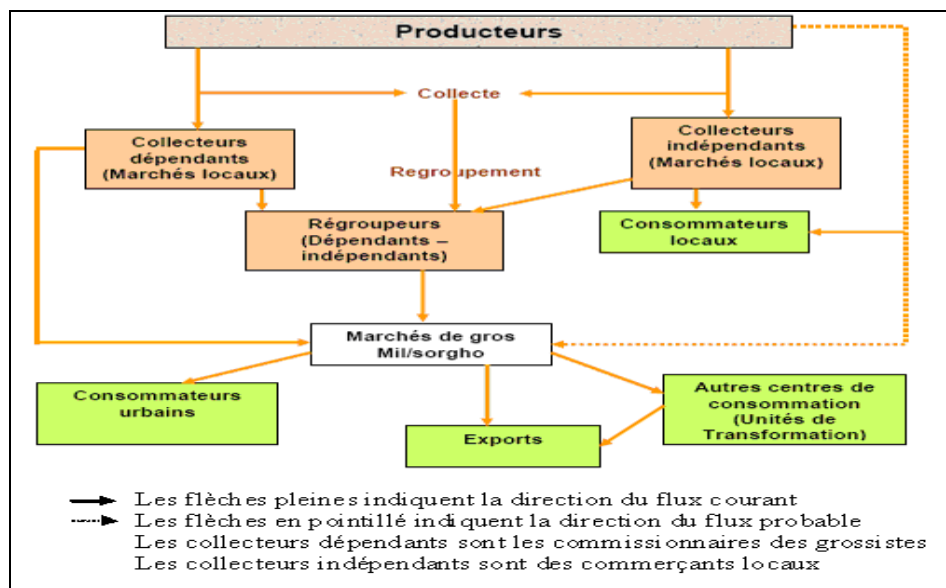 Producteurs
Collecte
Collecteurs
dépendants
(Marchés locaux)
Collecteurs
indépendants
(Marchés locaux)
Regroupement
Régroupeurs
(Dépendants –
indépendants)
Consommateurs
locaux
Marchés de gros
Mil/sorgho
Consommateurs
urbains
Exports
Autres centres de
consommation
(Unités de
Transformation)
Les flèches pleines indiquent la direction du flux courant
Les flèches en pointillé indiquent la direction du flux probable
Les collecteurs dépendants sont les commissionnaires des grossistes
Les collecteurs indépendants sont des commerçants locaux